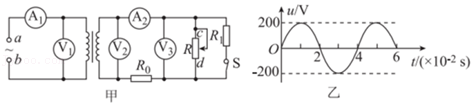 A₁
A₂
a
~
b
V₁
V₂
V₃
c
R
d
R₁
S
R₀
甲
u/V
200
O
-200
2
4
6
t/(×10⁻² s)
乙